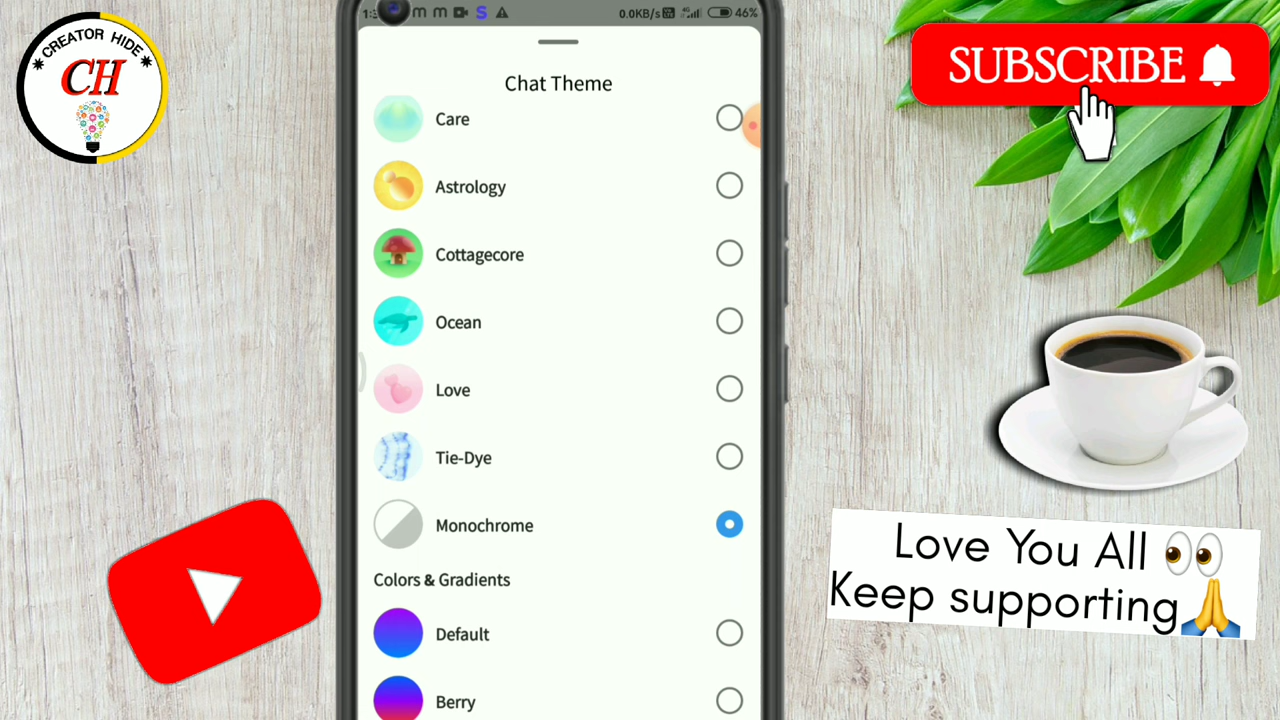 CREATOR HIDE
CH
m m S 0.0KB/s 46%
SUBSCRIBE
Chat Theme
Care
Astrology
Cottagecore
Ocean
Love
Tie-Dye
Monochrome
Colors & Gradients
Default
Berry
Love You All 👀
Keep supporting🙏